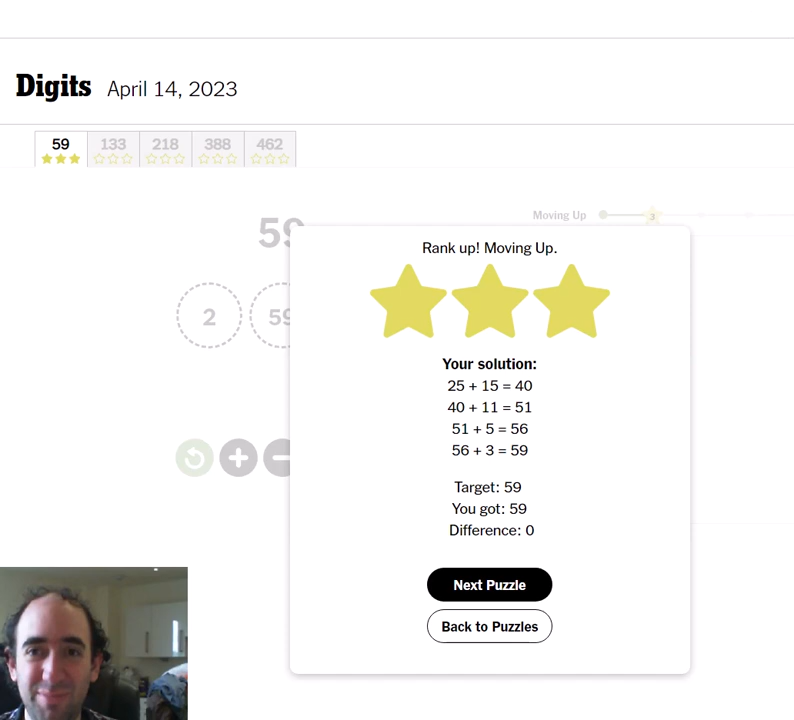 Digits April 14, 2023
59 133 218 388 462
59
Moving Up 3
2 59
Rank up! Moving Up.
Your solution:
25 + 15 = 40
40 + 11 = 51
51 + 5 = 56
56 + 3 = 59
Target: 59
You got: 59
Difference: 0
Next Puzzle
Back to Puzzles